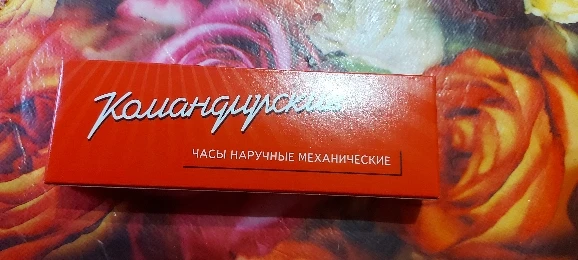 Командирские
ЧАСЫ НАРУЧНЫЕ МЕХАНИЧЕСКИЕ